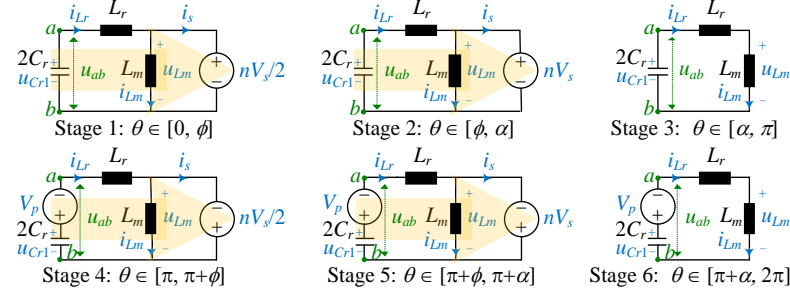 i_Lr L_r i_s
a
2C_r + u_Cr1 − u_ab L_m + u_Lm − i_Lm + − nV_s/2
b
Stage 1: θ ∈ [0, ϕ]
i_Lr L_r i_s
a
2C_r + u_Cr1 − u_ab L_m + u_Lm − i_Lm + − nV_s
b
Stage 2: θ ∈ [ϕ, α]
i_Lr L_r
a
2C_r + u_Cr1 − u_ab L_m + u_Lm − i_Lm
b
Stage 3: θ ∈ [α, π]
a i_Lr L_r i_s
V_p − + 2C_r + u_Cr1 − u_ab L_m + u_Lm − i_Lm + − nV_s/2
b
Stage 4: θ ∈ [π, π+ϕ]
a i_Lr L_r i_s
V_p − + 2C_r + u_Cr1 − u_ab L_m + u_Lm − i_Lm + − nV_s
b
Stage 5: θ ∈ [π+ϕ, π+α]
a i_Lr L_r
V_p − + 2C_r + u_Cr1 − u_ab L_m + u_Lm − i_Lm
b
Stage 6: θ ∈ [π+α, 2π]